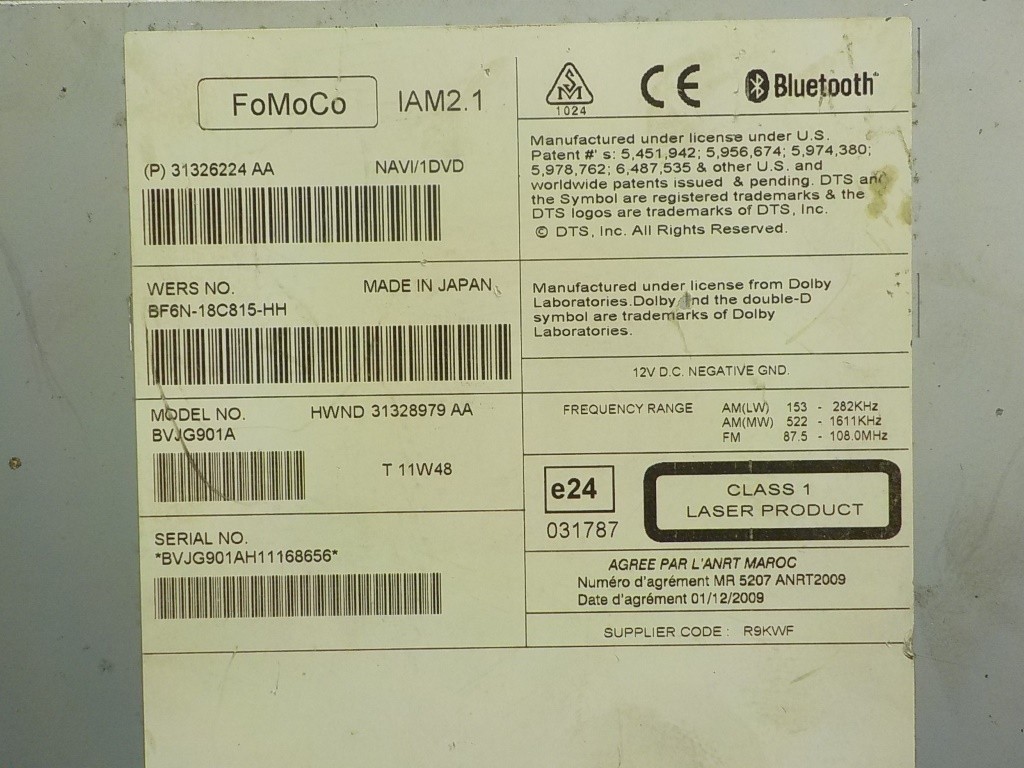 FoMoCo IAM2.1
(P) 31326224 AA NAVI/1DVD
WERS NO. MADE IN JAPAN
BF6N-18C815-HH
MODEL NO. HWND 31328979 AA
BVJG901A
T 11W48
SERIAL NO.
*BVJG901AH11168656*
SM
1024
CE
Bluetooth
Manufactured under license under U.S.
Patent #' s: 5,451,942; 5,956,674; 5,974,380;
5,978,762; 6,487,535 & other U.S. and
worldwide patents issued & pending. DTS and
the Symbol are registered trademarks & the
DTS logos are trademarks of DTS, Inc.
© DTS, Inc. All Rights Reserved.
Manufactured under license from Dolby
Laboratories.Dolby and the double-D
symbol are trademarks of Dolby
Laboratories.
12V D.C. NEGATIVE GND.
FREQUENCY RANGE AM(LW) 153 - 282KHz
AM(MW) 522 - 1611KHz
FM 87.5 - 108.0MHz
e24
031787
CLASS 1
LASER PRODUCT
AGREE PAR L'ANRT MAROC
Numéro d'agrément MR 5207 ANRT2009
Date d'agrément 01/12/2009
SUPPLIER CODE : R9KWF